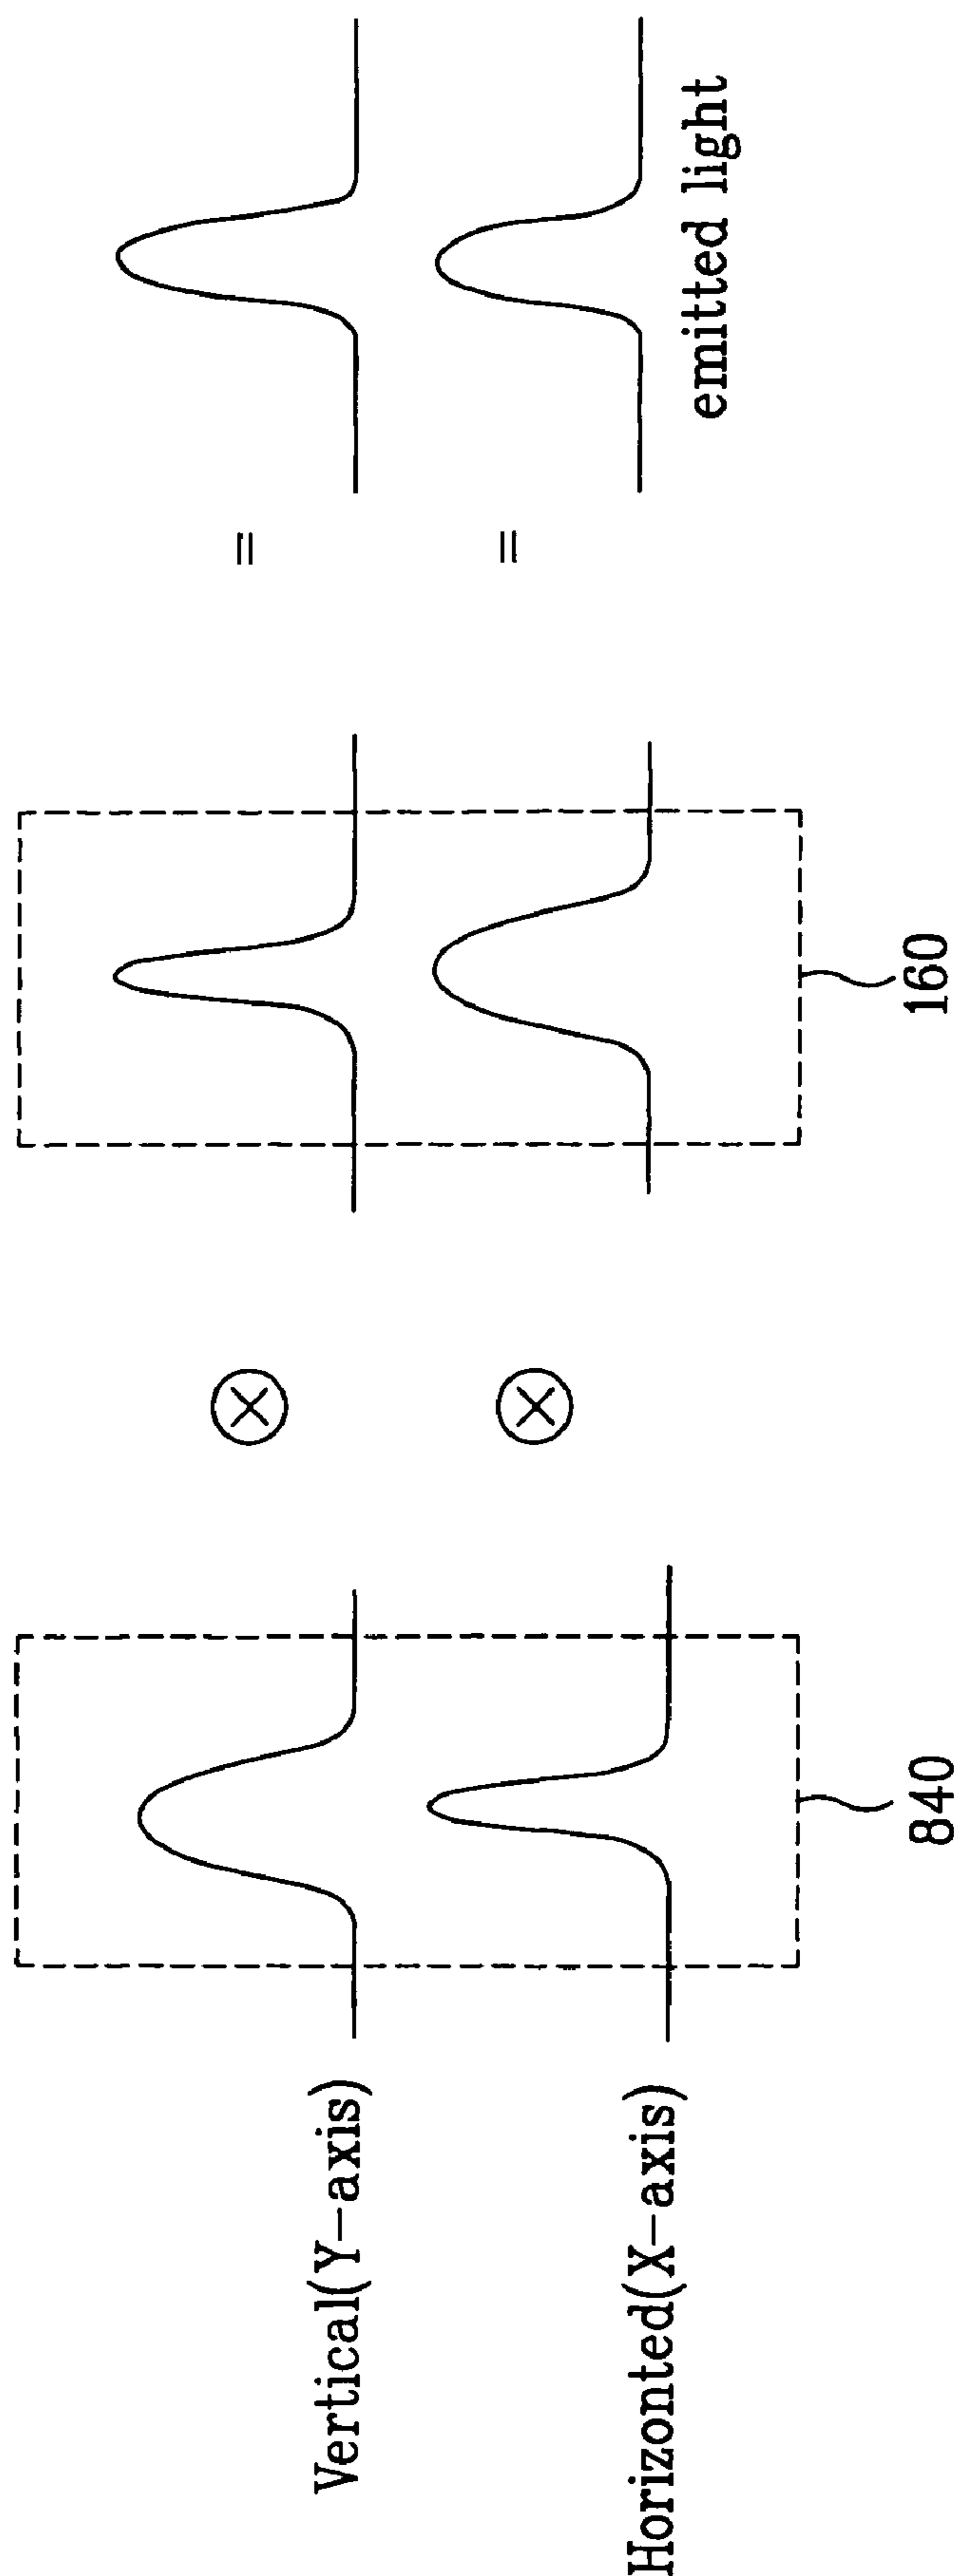 Vertical(Y-axis)
⊗
=
Horizonted(X-axis)
⊗
=
840
160
emitted light